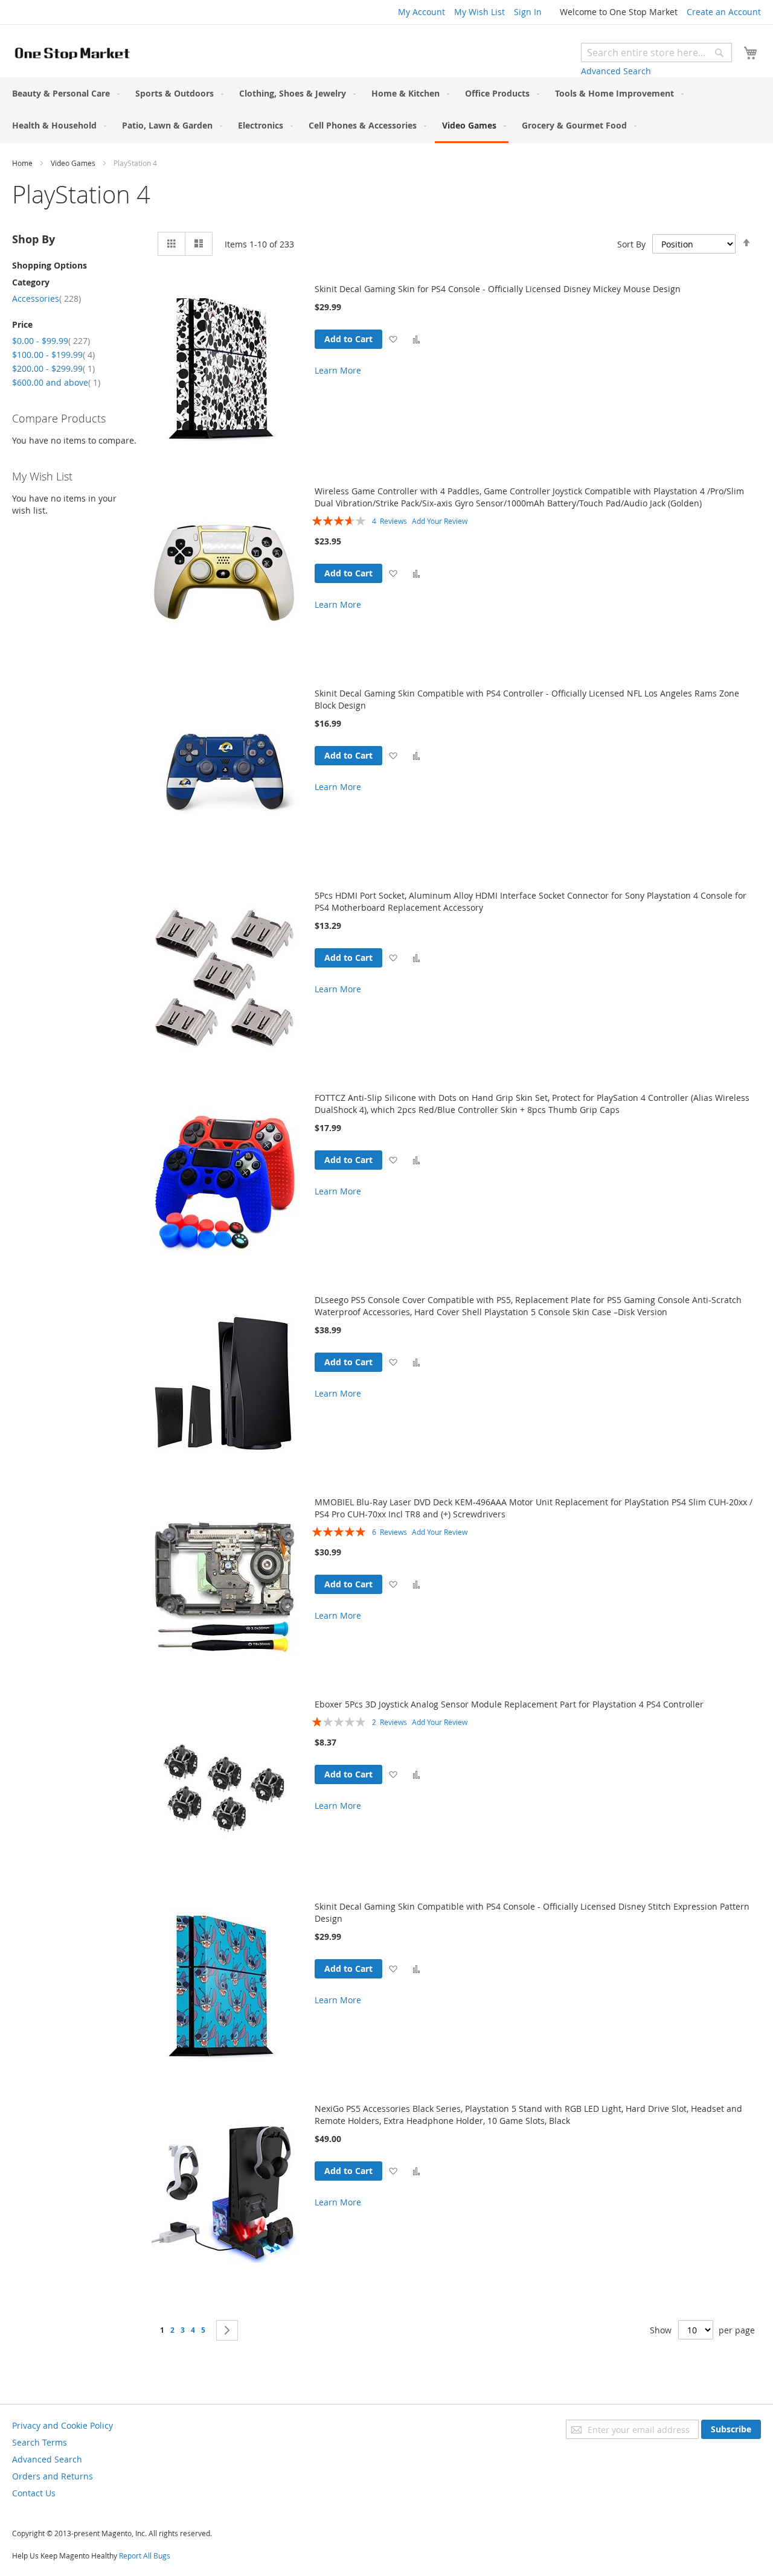 My Account My Wish List Sign In Welcome to One Stop Market Create an Account
One Stop Market
Search entire store here...
Advanced Search
Beauty & Personal Care Sports & Outdoors Clothing, Shoes & Jewelry Home & Kitchen Office Products Tools & Home Improvement
Health & Household Patio, Lawn & Garden Electronics Cell Phones & Accessories Video Games Grocery & Gourmet Food
Home > Video Games > PlayStation 4
PlayStation 4
Shop By
Shopping Options
Category
Accessories( 228)
Price
$0.00 - $99.99( 227)
$100.00 - $199.99( 4)
$200.00 - $299.99( 1)
$600.00 and above( 1)
Compare Products
You have no items to compare.
My Wish List
You have no items in your
wish list.
Items 1-10 of 233
Sort By Position
Skinit Decal Gaming Skin for PS4 Console - Officially Licensed Disney Mickey Mouse Design
$29.99
Add to Cart
Learn More
Wireless Game Controller with 4 Paddles, Game Controller Joystick Compatible with Playstation 4 /Pro/Slim
Dual Vibration/Strike Pack/Six-axis Gyro Sensor/1000mAh Battery/Touch Pad/Audio Jack (Golden)
4 Reviews Add Your Review
$23.95
Add to Cart
Learn More
Skinit Decal Gaming Skin Compatible with PS4 Controller - Officially Licensed NFL Los Angeles Rams Zone
Block Design
$16.99
Add to Cart
Learn More
5Pcs HDMI Port Socket, Aluminum Alloy HDMI Interface Socket Connector for Sony Playstation 4 Console for
PS4 Motherboard Replacement Accessory
$13.29
Add to Cart
Learn More
FOTTCZ Anti-Slip Silicone with Dots on Hand Grip Skin Set, Protect for PlaySation 4 Controller (Alias Wireless
DualShock 4), which 2pcs Red/Blue Controller Skin + 8pcs Thumb Grip Caps
$17.99
Add to Cart
Learn More
DLseego PS5 Console Cover Compatible with PS5, Replacement Plate for PS5 Gaming Console Anti-Scratch
Waterproof Accessories, Hard Cover Shell Playstation 5 Console Skin Case –Disk Version
$38.99
Add to Cart
Learn More
MMOBIEL Blu-Ray Laser DVD Deck KEM-496AAA Motor Unit Replacement for PlayStation PS4 Slim CUH-20xx /
PS4 Pro CUH-70xx Incl TR8 and (+) Screwdrivers
6 Reviews Add Your Review
$30.99
Add to Cart
Learn More
Eboxer 5Pcs 3D Joystick Analog Sensor Module Replacement Part for Playstation 4 PS4 Controller
2 Reviews Add Your Review
$8.37
Add to Cart
Learn More
Skinit Decal Gaming Skin Compatible with PS4 Console - Officially Licensed Disney Stitch Expression Pattern
Design
$29.99
Add to Cart
Learn More
NexiGo PS5 Accessories Black Series, Playstation 5 Stand with RGB LED Light, Hard Drive Slot, Headset and
Remote Holders, Extra Headphone Holder, 10 Game Slots, Black
$49.00
Add to Cart
Learn More
1 2 3 4 5
Show 10 per page
Privacy and Cookie Policy
Search Terms
Advanced Search
Orders and Returns
Contact Us
Enter your email address Subscribe
Copyright © 2013-present Magento, Inc. All rights reserved.
Help Us Keep Magento Healthy Report All Bugs